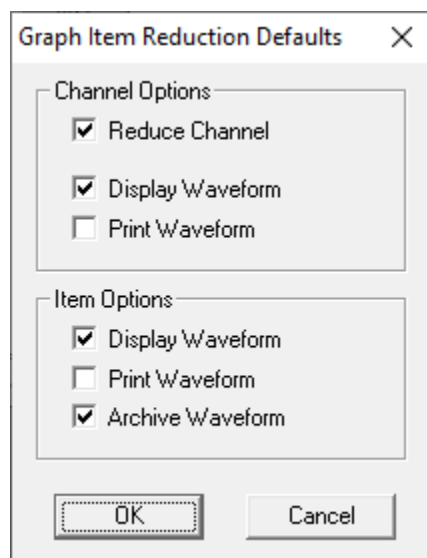 Graph Item Reduction Defaults
Channel Options
Reduce Channel
Display Waveform
Print Waveform
Item Options
Display Waveform
Print Waveform
Archive Waveform
OK Cancel